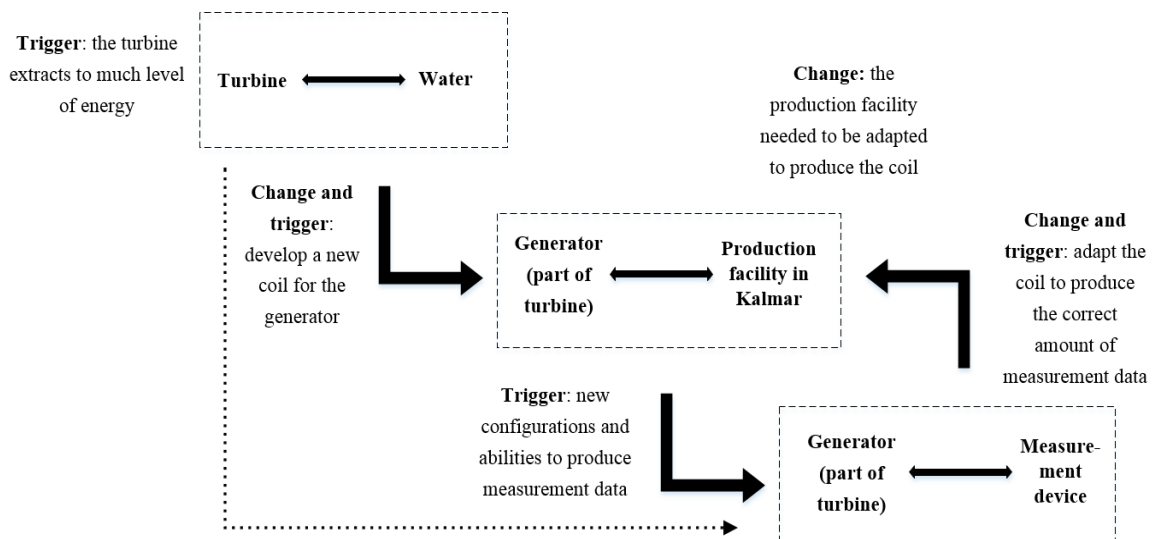 Trigger: the turbine
extracts to much level
of energy
Turbine
Water
Change: the
production facility
needed to be adapted
to produce the coil
Change and
trigger:
develop a new
coil for the
generator
Generator
(part of
turbine)
Production
facility in
Kalmar
Change and
trigger: adapt the
coil to produce
the correct
amount of
measurement data
Trigger: new
configurations and
abilities to produce
measurement data
Generator
(part of
turbine)
Measure-
ment
device